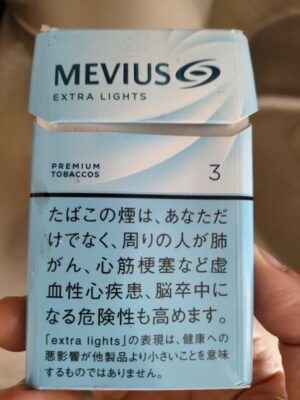 MEVIUS
EXTRA LIGHTS
PREMIUM
TOBACCOS
3
たばこの煙は、あなただ
けでなく、周りの人が肺
がん、心筋梗塞など虚
血性心疾患、脳卒中に
なる危険性も高めます。
「extra lights」の表現は、健康への
悪影響が他製品より小さいことを意味
するものではありません。